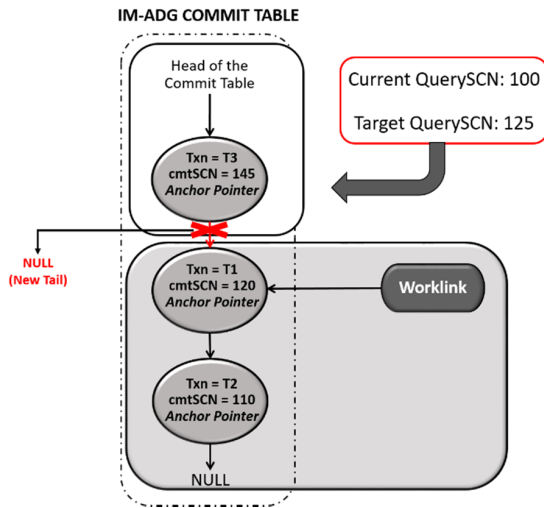 IM-ADG COMMIT TABLE
Head of the
Commit Table
Current QuerySCN: 100
Target QuerySCN: 125
Txn = T3
cmtSCN = 145
Anchor Pointer
NULL
(New Tail)
Txn = T1
cmtSCN = 120
Anchor Pointer
Worklink
Txn = T2
cmtSCN = 110
Anchor Pointer
NULL